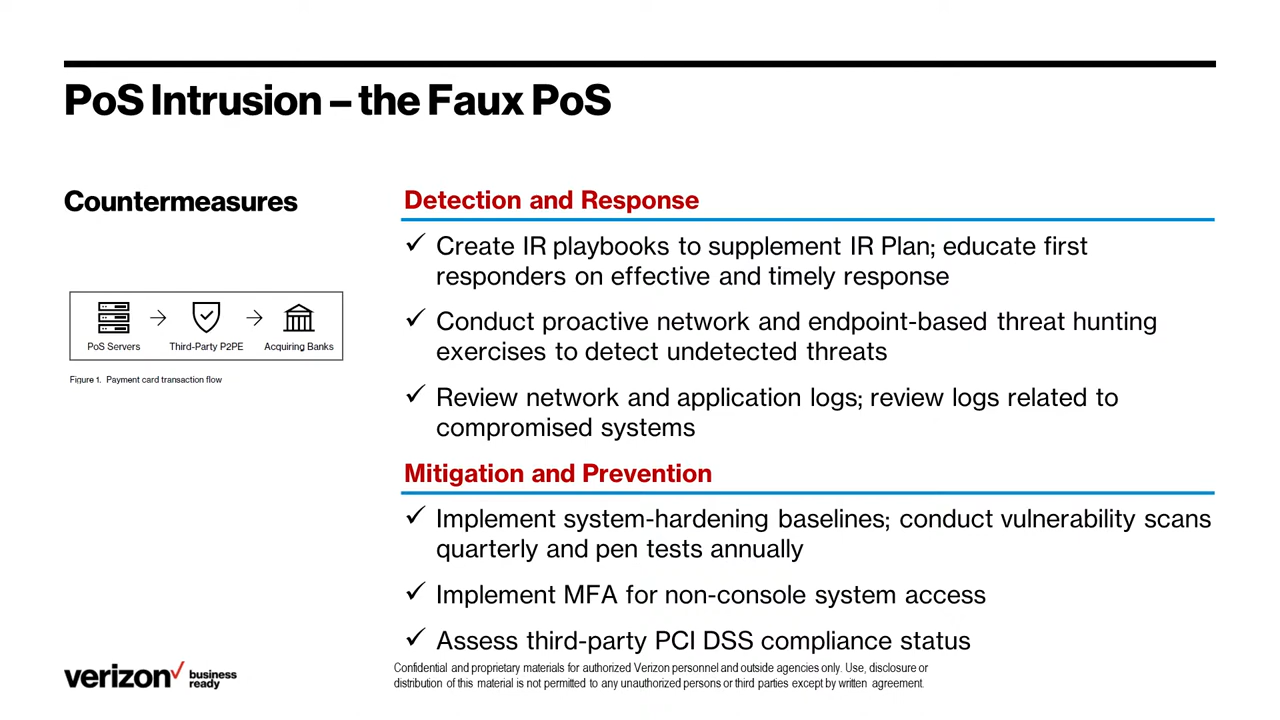 PoS Intrusion – the Faux PoS
Countermeasures
PoS Servers
Third-Party P2PE
Acquiring Banks
Figure 1. Payment card transaction flow
Detection and Response
✓ Create IR playbooks to supplement IR Plan; educate first
responders on effective and timely response
✓ Conduct proactive network and endpoint-based threat hunting
exercises to detect undetected threats
✓ Review network and application logs; review logs related to
compromised systems
Mitigation and Prevention
✓ Implement system-hardening baselines; conduct vulnerability scans
quarterly and pen tests annually
✓ Implement MFA for non-console system access
✓ Assess third-party PCI DSS compliance status
verizon✓ business
ready
Confidential and proprietary materials for authorized Verizon personnel and outside agencies only. Use, disclosure or
distribution of this material is not permitted to any unauthorized persons or third parties except by written agreement.